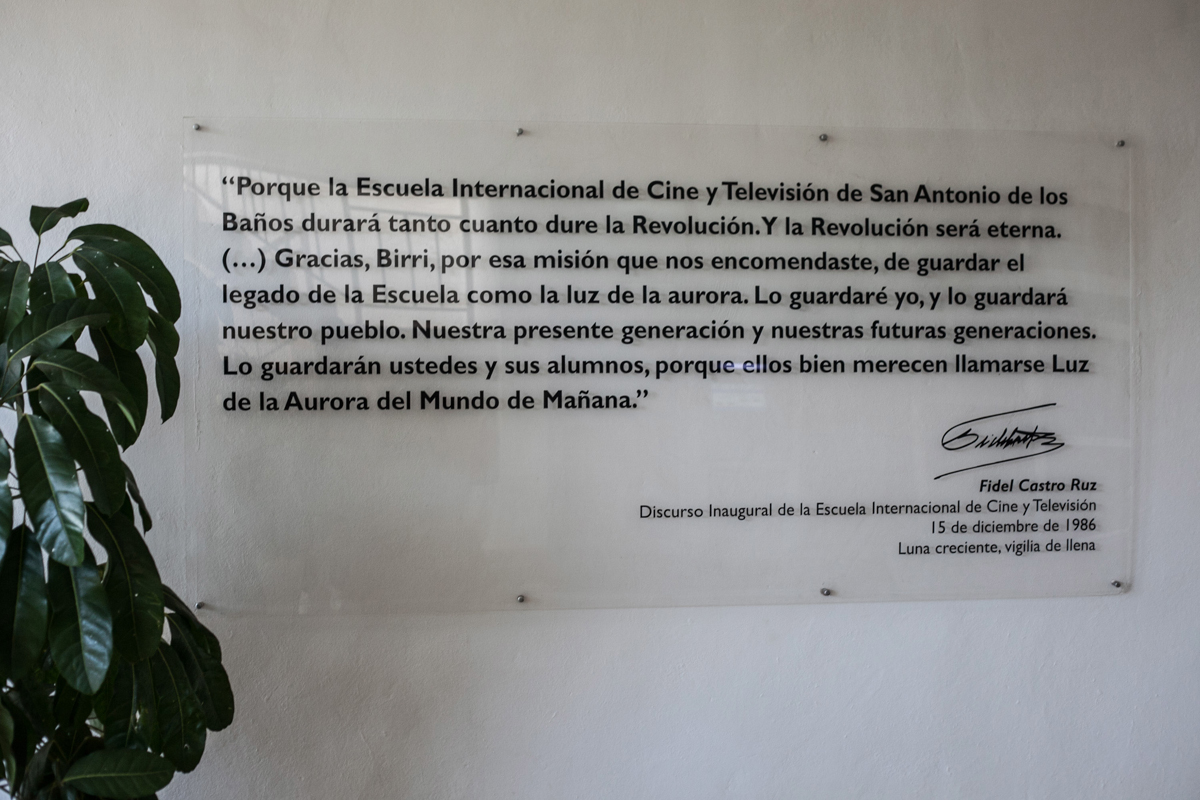 “Porque la Escuela Internacional de Cine y Televisión de San Antonio de los
Baños durará tanto cuanto dure la Revolución. Y la Revolución será eterna.
(...) Gracias, Birri, por esa misión que nos encomendaste, de guardar el
legado de la Escuela como la luz de la aurora. Lo guardaré yo, y lo guardará
nuestro pueblo. Nuestra presente generación y nuestras futuras generaciones.
Lo guardarán ustedes y sus alumnos, porque ellos bien merecen llamarse Luz
de la Aurora del Mundo de Mañana.”
Fidel Castro Ruz
Discurso Inaugural de la Escuela Internacional de Cine y Televisión
15 de diciembre de 1986
Luna creciente, vigilia de llena